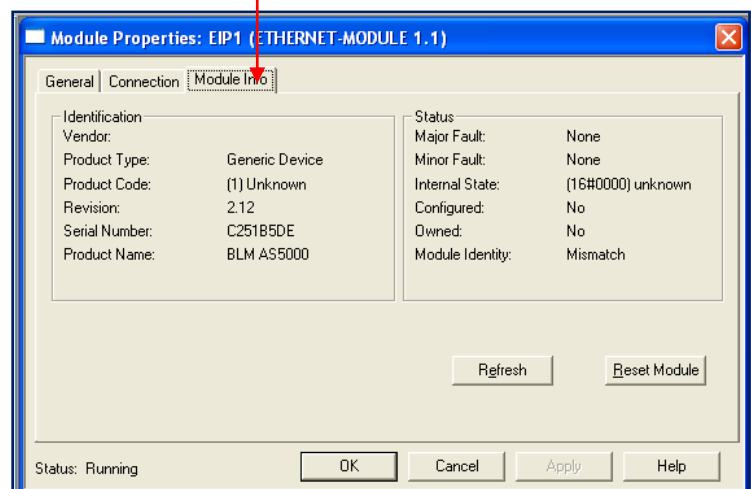 Module Properties: EIP1 (ETHERNET-MODULE 1.1)
General Connection Module Info
Identification
Vendor:
Product Type: Generic Device
Product Code: (1) Unknown
Revision: 2.12
Serial Number: C251B5DE
Product Name: BLM AS5000
Status
Major Fault: None
Minor Fault: None
Internal State: (16#0000) unknown
Configured: No
Owned: No
Module Identity: Mismatch
Refresh Reset Module
Status: Running OK Cancel Apply Help